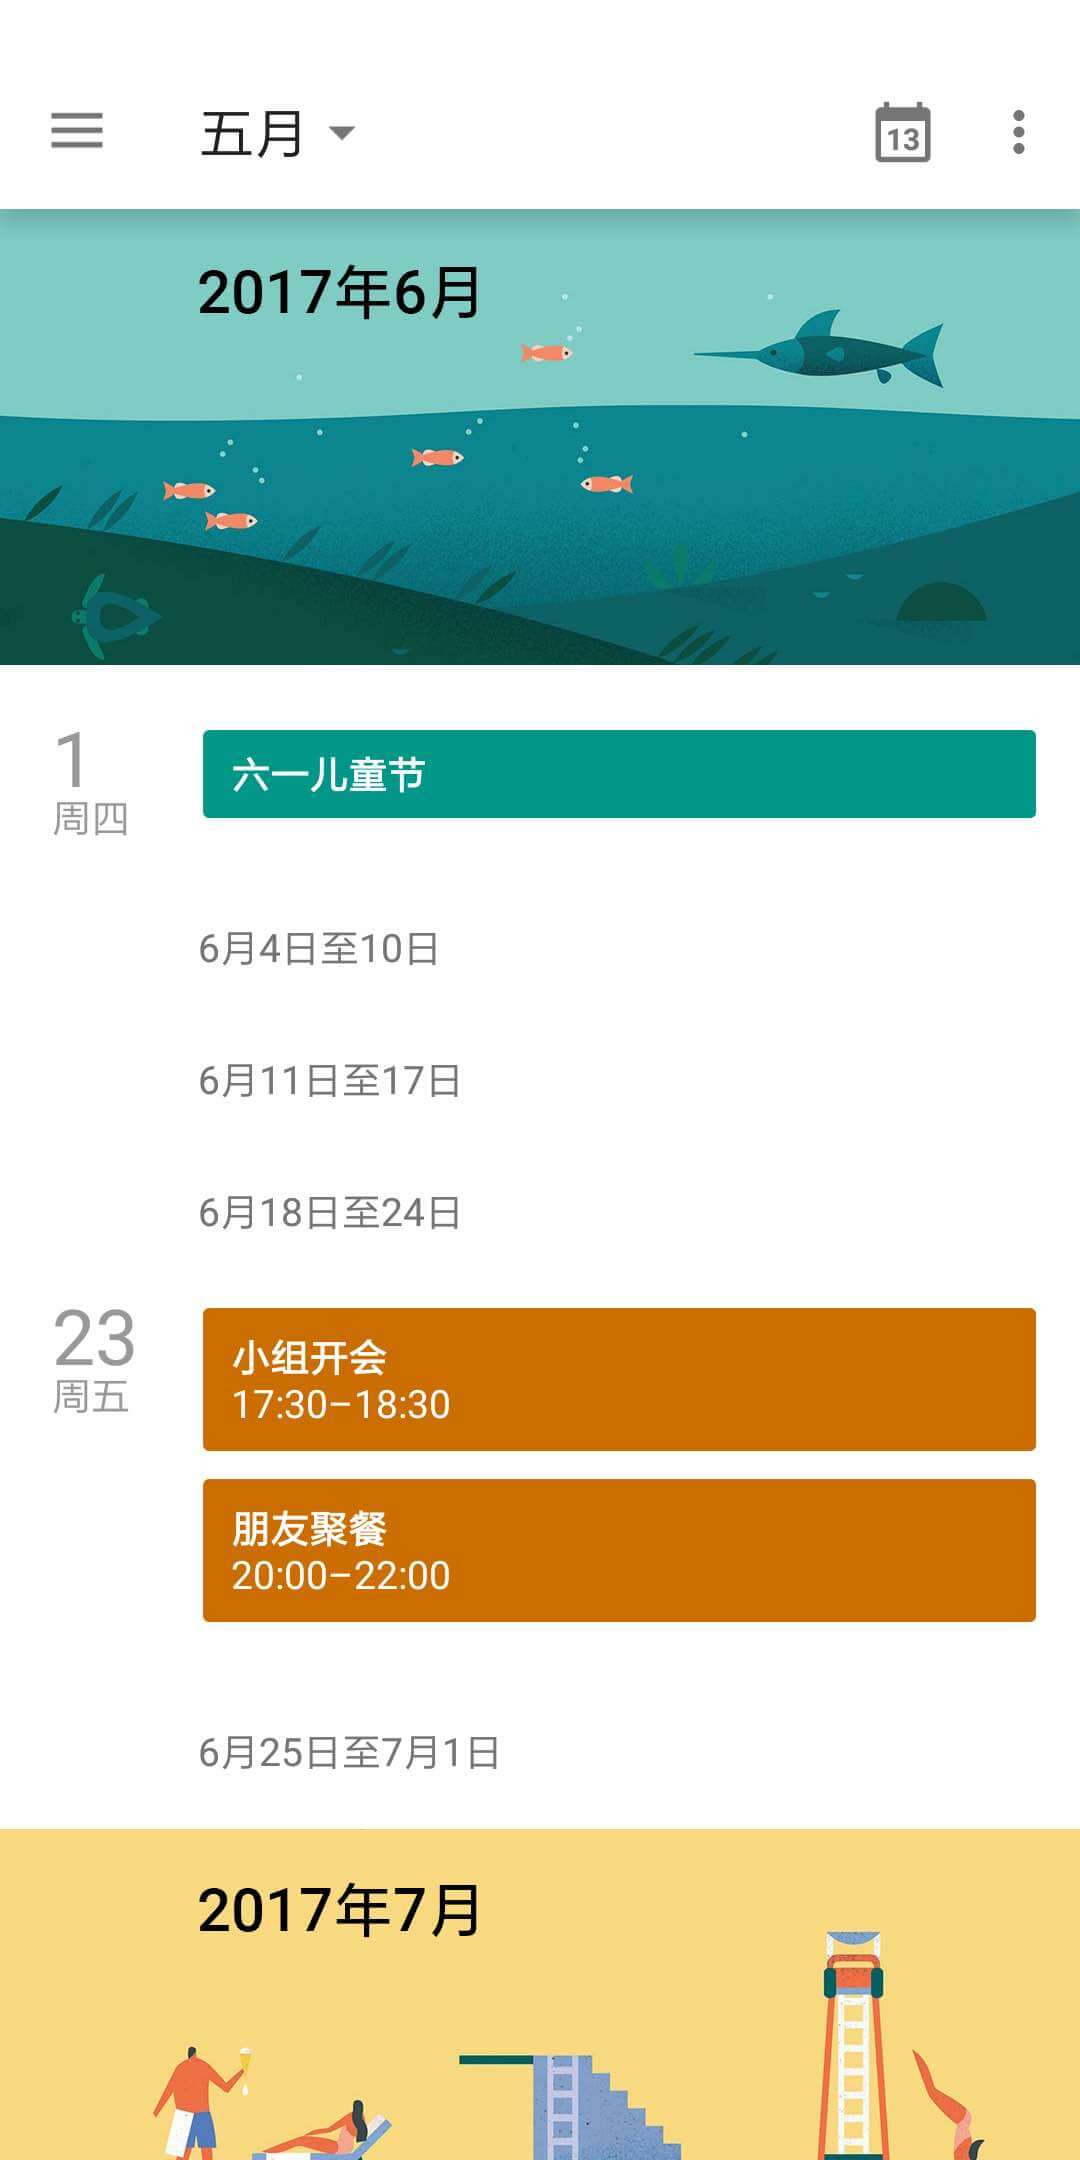 五月
13
2017年6月
1
周四
六一儿童节
6月4日至10日
6月11日至17日
6月18日至24日
23
周五
小组开会
17:30–18:30
朋友聚餐
20:00–22:00
6月25日至7月1日
2017年7月